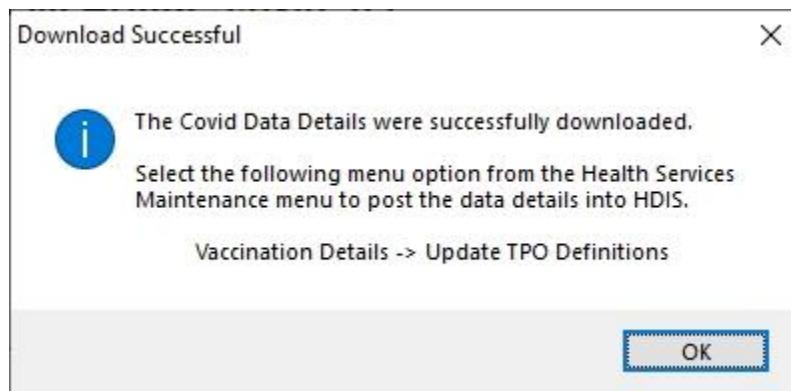 Download Successful
The Covid Data Details were successfully downloaded.
Select the following menu option from the Health Services
Maintenance menu to post the data details into HDIS.
Vaccination Details -> Update TPO Definitions
OK